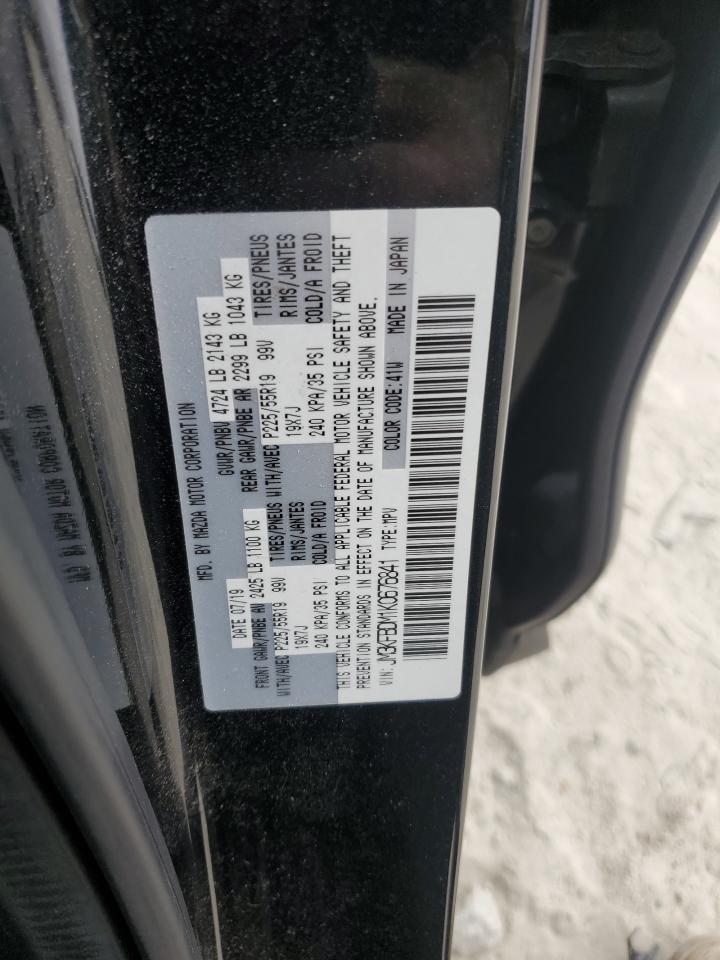 MFD. BY MAZDA MOTOR CORPORATION
DATE 07/19 GVWR/PNBV 4724 LB 2143 KG
FRONT GAWR/PNBE AV 2425 LB 1100 KG REAR GAWR/PNBE AR 2299 LB 1043 KG
WITH/AVEC P225/55R19 99V TIRES/PNEUS WITH/AVEC P225/55R19 99V TIRES/PNEUS
19X7J RIMS/JANTES 19X7J RIMS/JANTES
240 KPA/35 PSI COLD/A FROID 240 KPA/35 PSI COLD/A FROID
THIS VEHICLE CONFORMS TO ALL APPLICABLE FEDERAL MOTOR VEHICLE SAFETY AND THEFT
STANDARDS IN EFFECT ON THE DATE OF MANUFACTURE SHOWN ABOVE.
VIN: JM3KFBDM1K0676841 TYPE:MPV COLOR CODE:41W MADE IN JAPAN